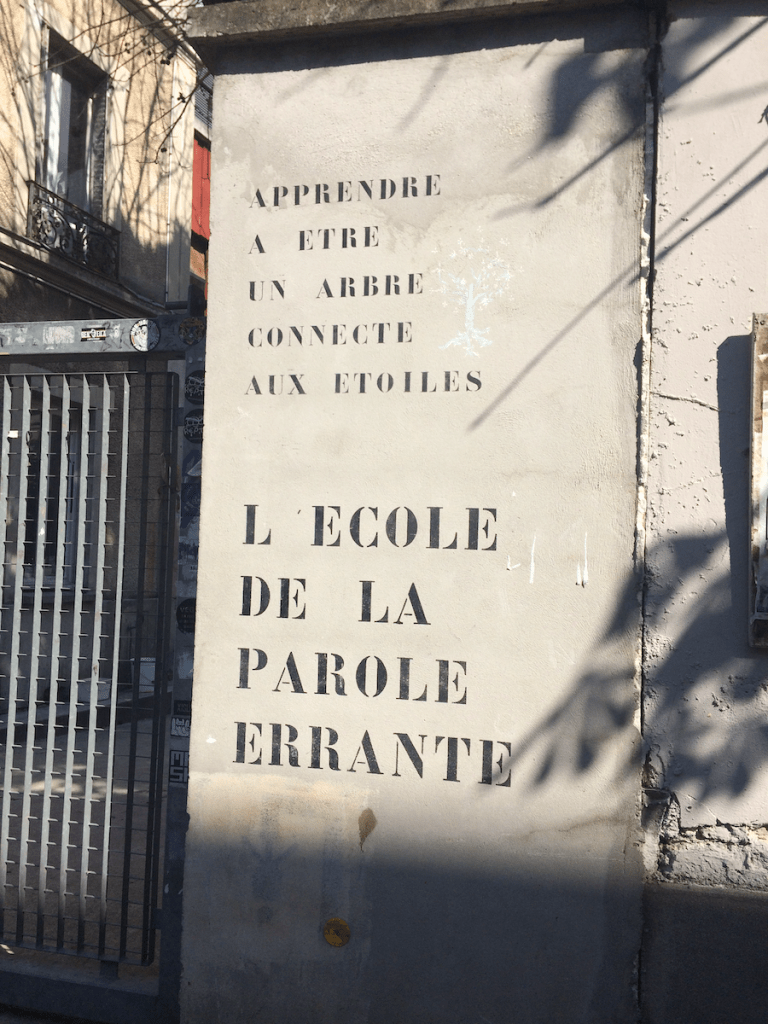 APPRENDRE
A ETRE
UN ARBRE
CONNECTE
AUX ETOILES
L'ECOLE
DE LA
PAROLE
ERRANTE